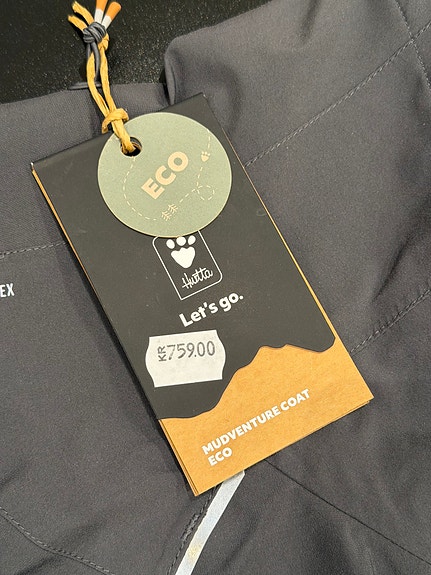 ECO
Hurtta
Let's go.
KR 759.00
MUDVENTURE COAT
ECO
EX